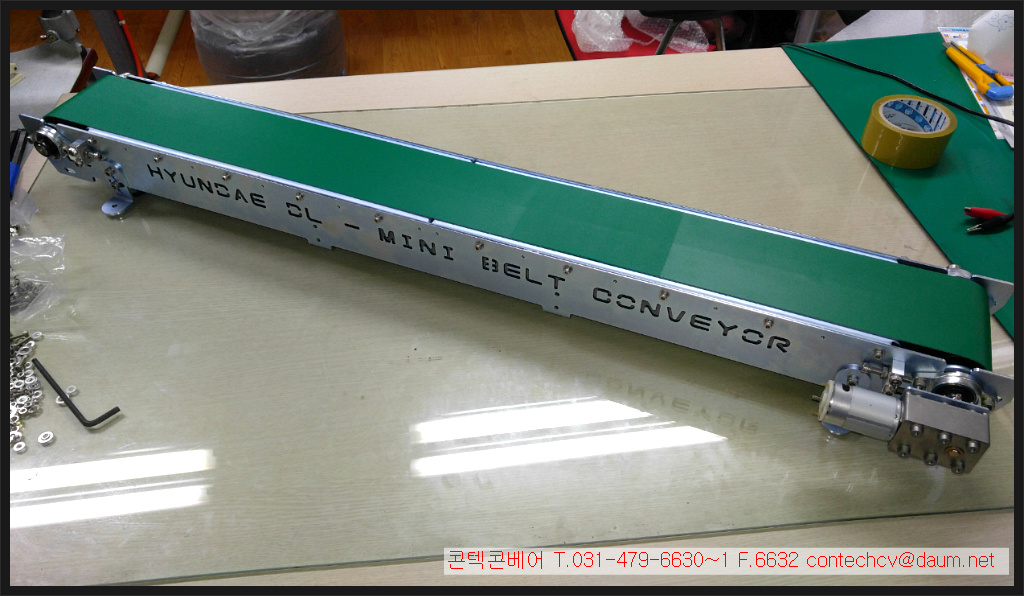 HYUNDAE DL - MINI BELT CONVEYOR
콘텍콘베어 T.031-479-6630~1 F.6632 contechcv@daum.net